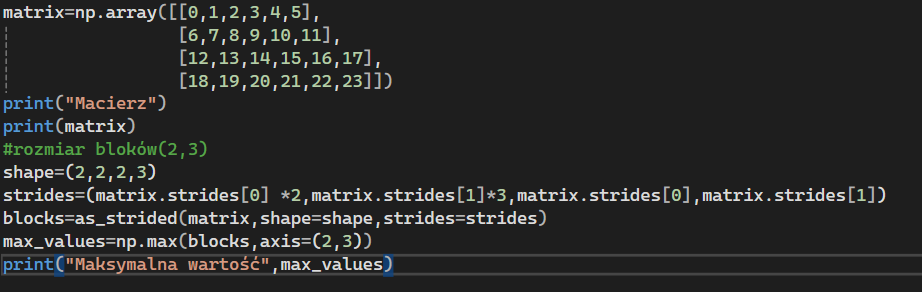 matrix=np.array([[0,1,2,3,4,5],
[6,7,8,9,10,11],
[12,13,14,15,16,17],
[18,19,20,21,22,23]])
print("Macierz")
print(matrix)
#rozmiar bloków(2,3)
shape=(2,2,2,3)
strides=(matrix.strides[0] *2,matrix.strides[1]*3,matrix.strides[0],matrix.strides[1])
blocks=as_strided(matrix,shape=shape,strides=strides)
max_values=np.max(blocks,axis=(2,3))
print("Maksymalna wartość",max_values)